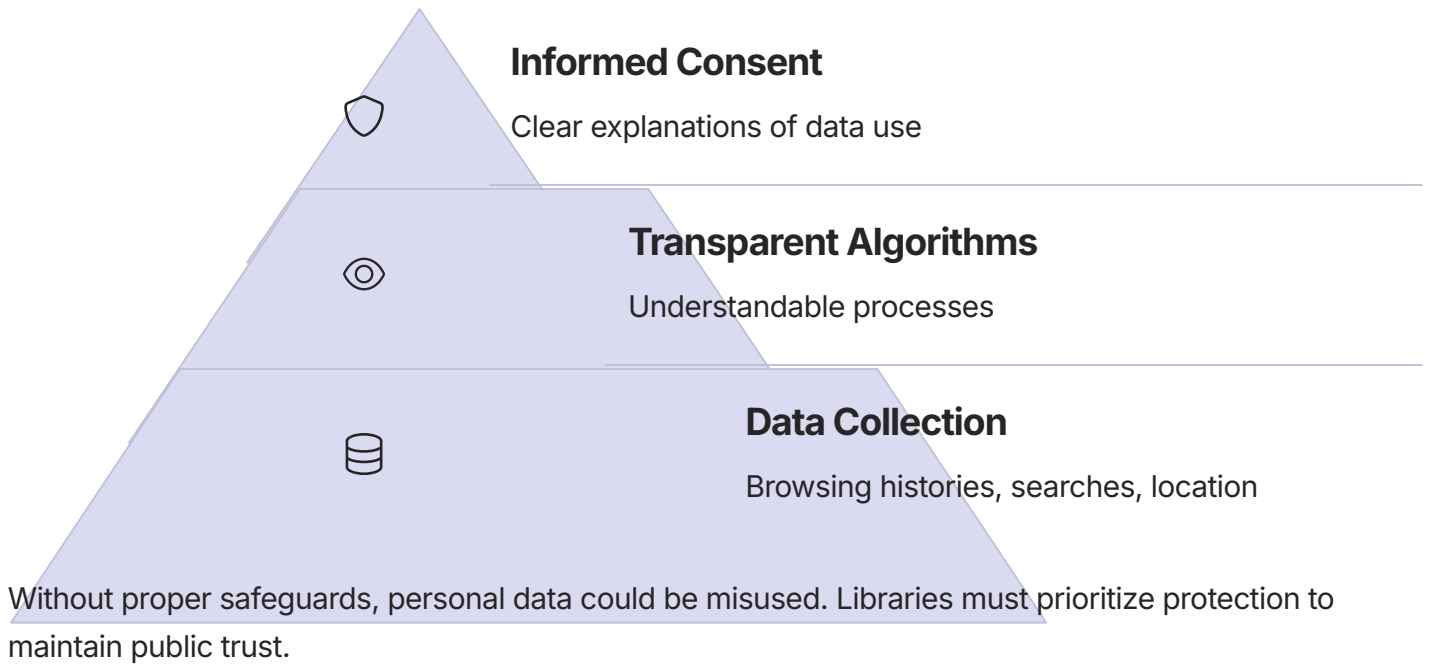 Informed Consent
Clear explanations of data use
Transparent Algorithms
Understandable processes
Data Collection
Browsing histories, searches, location
Without proper safeguards, personal data could be misused. Libraries must prioritize protection to
maintain public trust.